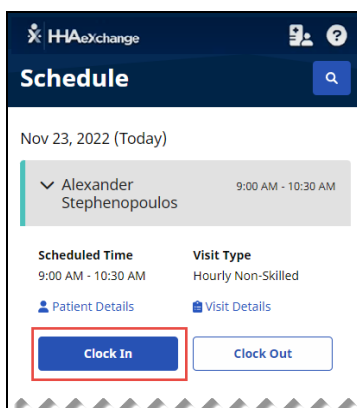 HHAeXchange
Schedule
Nov 23, 2022 (Today)
Alexander 9:00 AM - 10:30 AM
Stephenopoulos
Scheduled Time Visit Type
9:00 AM - 10:30 AM Hourly Non-Skilled
Patient Details Visit Details
Clock In Clock Out